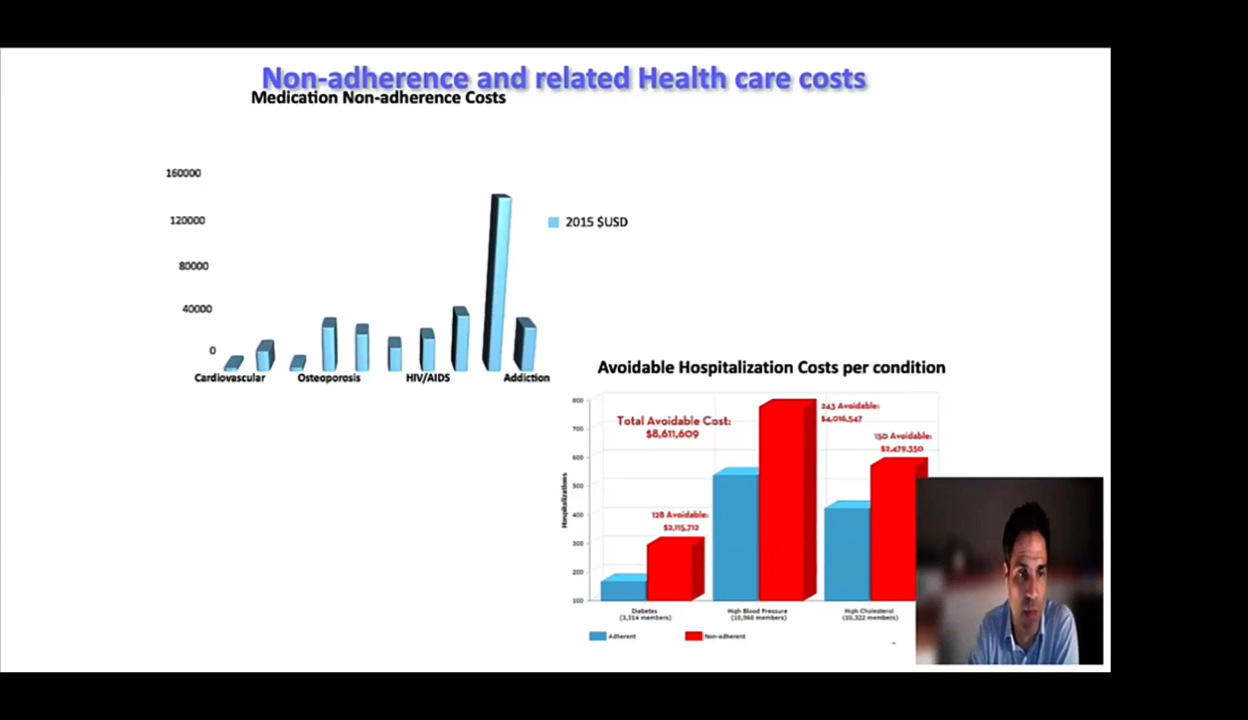 Non-adherence and related Health care costs
Medication Non-adherence Costs
160000
120000
80000
40000
0
2015 $USD
Cardiovascular Osteoporosis HIV/AIDS Addiction
Avoidable Hospitalization Costs per condition
800
700
600
500
400
300
200
100
Hospitalizations
Total Avoidable Cost:
$8,611,609
243 Avoidable:
$4,016,547
150 Avoidable:
$2,479,350
128 Avoidable:
$2,115,712
Diabetes
(3,314 members)
High Blood Pressure
High Cholesterol
(10,322 members)
Adherent
Non-adherent